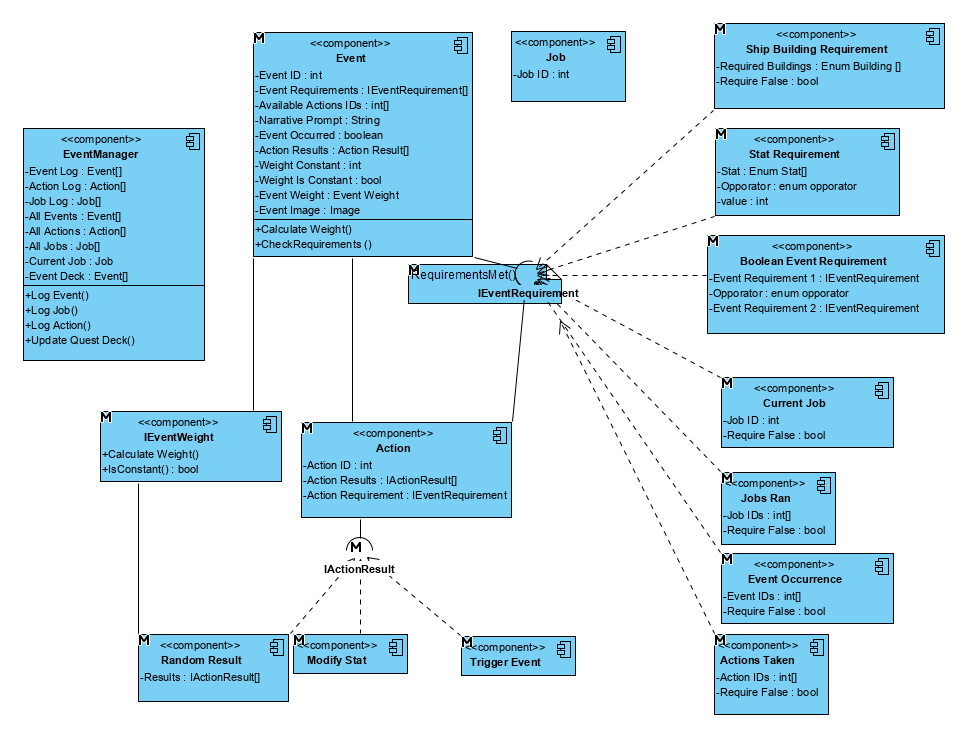 <<component>>
EventManager
-Event Log : Event[]
-Action Log : Action[]
-Job Log : Job[]
-All Events : Event[]
-All Actions : Action[]
-All Jobs : Job[]
-Current Job : Job
-Event Deck : Event[]
+Log Event()
+Log Job()
+Log Action()
+Update Quest Deck()
M
<<component>>
Event
-Event ID : int
-Event Requirements : IEventRequirement[]
-Available Actions IDs : int[]
-Narrative Prompt : String
-Event Occurred : boolean
-Action Results : Action Result[]
-Weight Constant : int
-Weight Is Constant : bool
-Event Weight : Event Weight
-Event Image : Image
+Calculate Weight()
+CheckRequirements ()
<<component>>
Job
-Job ID : int
M
<<component>>
Ship Building Requirement
-Required Buildings : Enum Building []
-Require False : bool
M
<<component>>
Stat Requirement
-Stat : Enum Stat[]
-Opporator : enum opporator
-value : int
M
<<component>>
Boolean Event Requirement
-Event Requirement 1 : IEventRequirement
-Opporator : enum opporator
-Event Requirement 2 : IEventRequirement
M
RequirementsMet()
IEventRequirement
M
<<component>>
IEventWeight
+Calculate Weight()
+IsConstant() : bool
M
<<component>>
Action
-Action ID : int
-Action Results : IActionResult[]
-Action Requirement : IEventRequirement
M
<<component>>
Current Job
-Job ID : int
-Require False : bool
M
<<component>>
Jobs Ran
-Job IDs : int[]
-Require False : bool
M
<<component>>
Event Occurrence
-Event IDs : int[]
-Require False : bool
M
IActionResult
M
<<component>>
Random Result
-Results : IActionResult[]
M
<<component>>
Modify Stat
M
<<component>>
Trigger Event
M
<<component>>
Actions Taken
-Action IDs : int[]
-Require False : bool